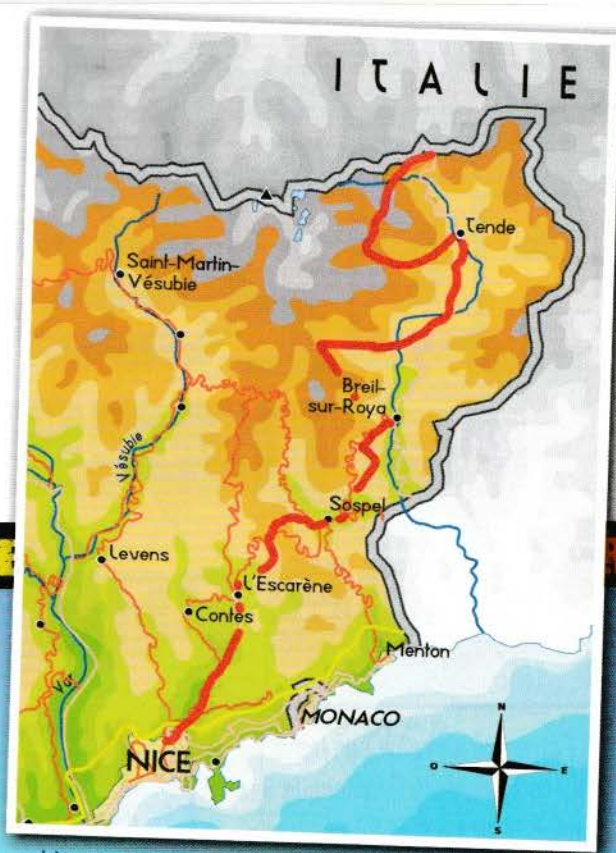 ITALIE
Tende
Saint-Martin-
Vésubie
Breil-
sur-Roya
Vésubie
Sospel
Levens
L'Escarène
Contes
Menton
Var
MONACO
NICE
N
O
E
S